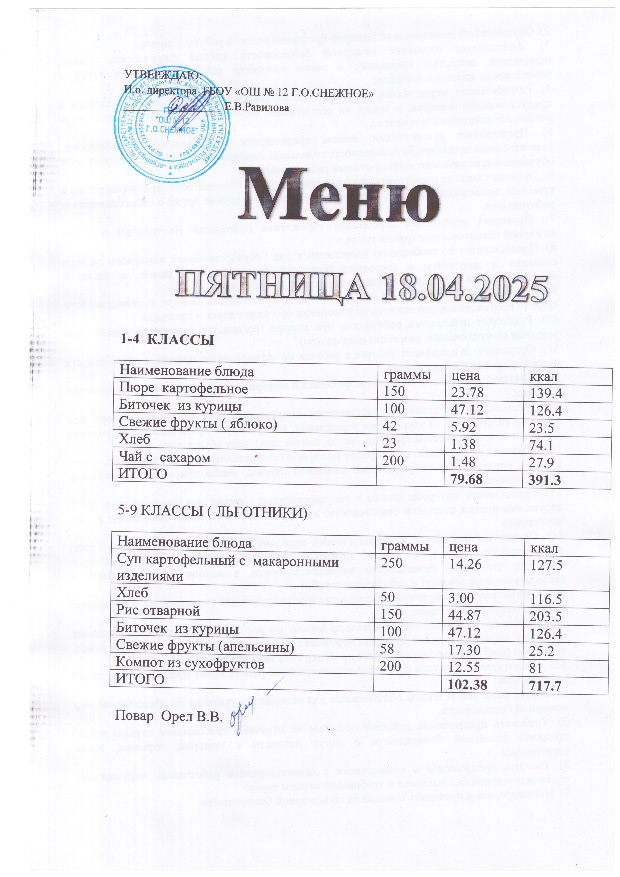 УТВЕРЖДАЮ:
И.о. директора ГБОУ «ОШ № 12 Г.О.СНЕЖНОЕ»
Е.В.Равилова
"ОШ № 12
Г.О.СНЕЖНОЕ"
Меню
ПЯТНИЦА 18.04.2025
1-4 КЛАССЫ
Наименование блюда граммы цена ккал
Пюре картофельное 150 23.78 139.4
Биточек из курицы 100 47.12 126.4
Свежие фрукты ( яблоко) 42 5.92 23.5
Хлеб 23 1.38 74.1
Чай с сахаром 200 1.48 27.9
ИТОГО 79.68 391.3
5-9 КЛАССЫ ( ЛЬГОТНИКИ)
Наименование блюда граммы цена ккал
Суп картофельный с макаронными 250 14.26 127.5
изделиями
Хлеб 50 3.00 116.5
Рис отварной 150 44.87 203.5
Биточек из курицы 100 47.12 126.4
Свежие фрукты (апельсины) 58 17.30 25.2
Компот из сухофруктов 200 12.55 81
ИТОГО 102.38 717.7
Повар Орел В.В.